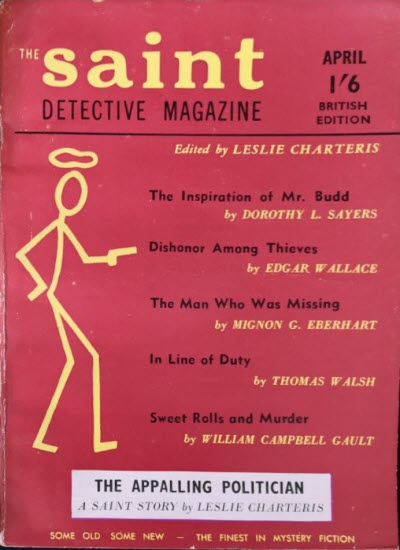 THE saint APRIL
1'6
DETECTIVE MAGAZINE BRITISH
EDITION
Edited by LESLIE CHARTERIS
The Inspiration of Mr. Budd
by DOROTHY L. SAYERS
Dishonor Among Thieves
by EDGAR WALLACE
The Man Who Was Missing
by MIGNON G. EBERHART
In Line of Duty
by THOMAS WALSH
Sweet Rolls and Murder
by WILLIAM CAMPBELL GAULT
THE APPALLING POLITICIAN
A SAINT STORY by LESLIE CHARTERIS
SOME OLD SOME NEW — THE FINEST IN MYSTERY FICTION